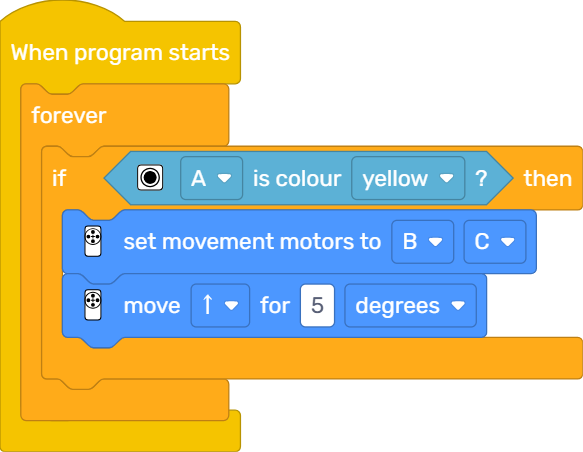 When program starts
forever
if A is colour yellow ? then
set movement motors to B C
move ↑ for 5 degrees